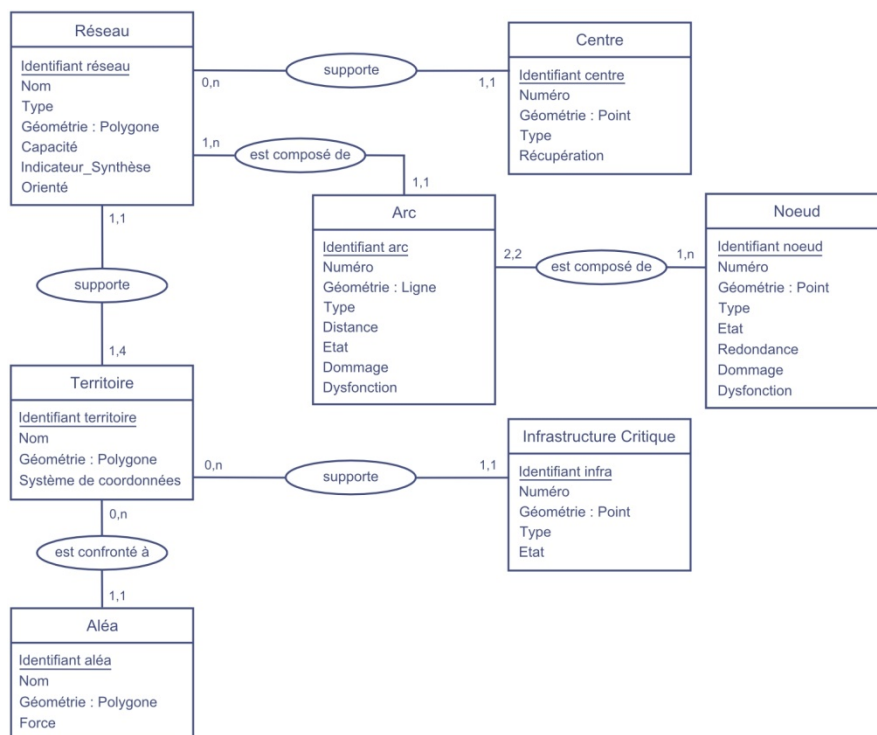 Réseau
Identifiant réseau
Nom
Type
Géométrie : Polygone
Capacité
Indicateur_Synthèse
Orienté
0,n
supporte
1,1
Centre
Identifiant centre
Numéro
Géométrie : Point
Type
Récupération
1,n
est composé de
1,1
Arc
Identifiant arc
Numéro
Géométrie : Ligne
Type
Distance
Etat
Dommage
Dysfonction
2,2
est composé de
1,n
Noeud
Identifiant noeud
Numéro
Géométrie : Point
Type
Etat
Redondance
Dommage
Dysfonction
1,1
supporte
1,4
Territoire
Identifiant territoire
Nom
Géométrie : Polygone
Système de coordonnées
0,n
supporte
1,1
Infrastructure Critique
Identifiant infra
Numéro
Géométrie : Point
Type
Etat
0,n
est confronté à
1,1
Aléa
Identifiant aléa
Nom
Géométrie : Polygone
Force